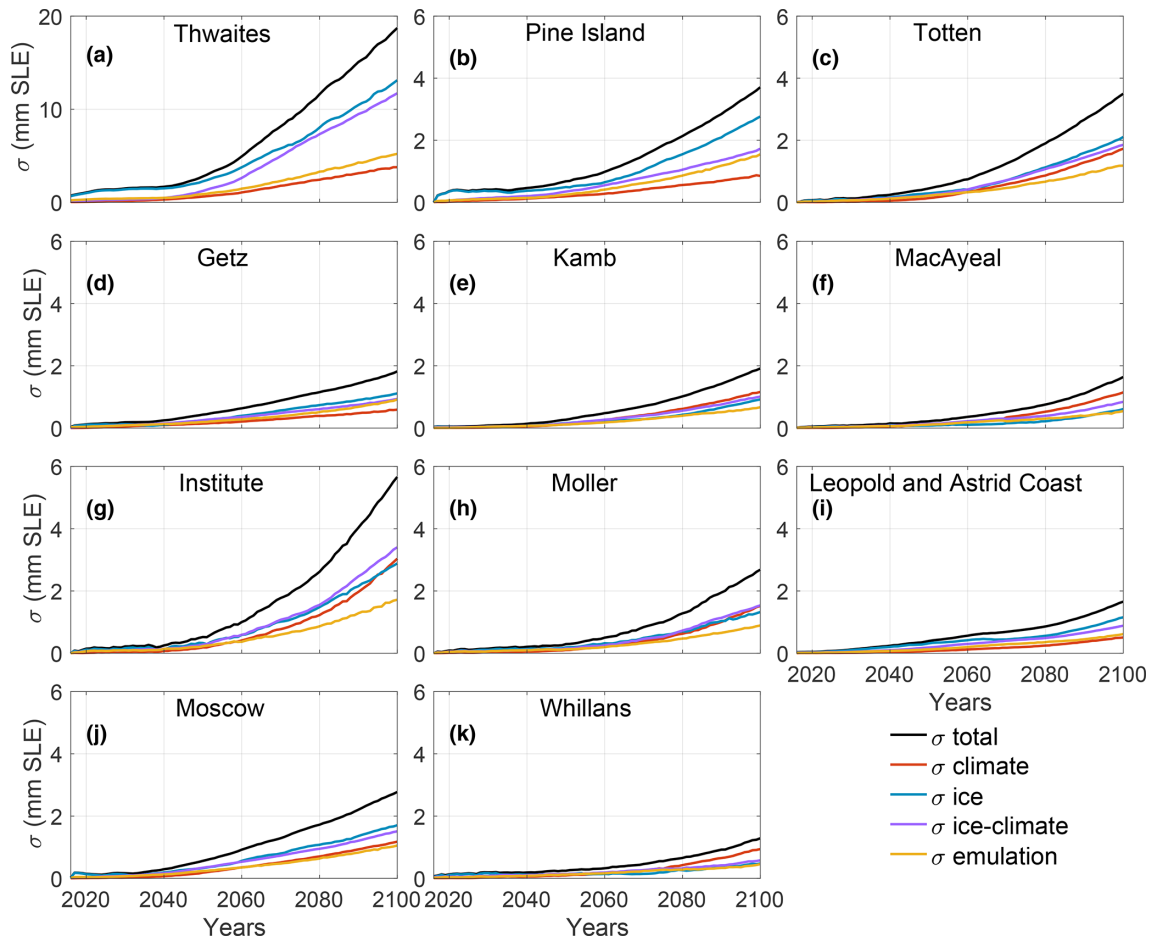 Thwaites
(a)
σ (mm SLE)
20
10
0
Pine Island
(b)
6
4
2
0
Totten
(c)
6
4
2
0
Getz
(d)
σ (mm SLE)
6
4
2
0
Kamb
(e)
6
4
2
0
MacAyeal
(f)
6
4
2
0
Institute
(g)
σ (mm SLE)
6
4
2
0
Moller
(h)
6
4
2
0
Leopold and Astrid Coast
(i)
6
4
2
0
2020 2040 2060 2080 2100
Years
Moscow
(j)
σ (mm SLE)
6
4
2
0
2020 2040 2060 2080 2100
Years
Whillans
(k)
6
4
2
0
2020 2040 2060 2080 2100
Years
σ total
σ climate
σ ice
σ ice-climate
σ emulation